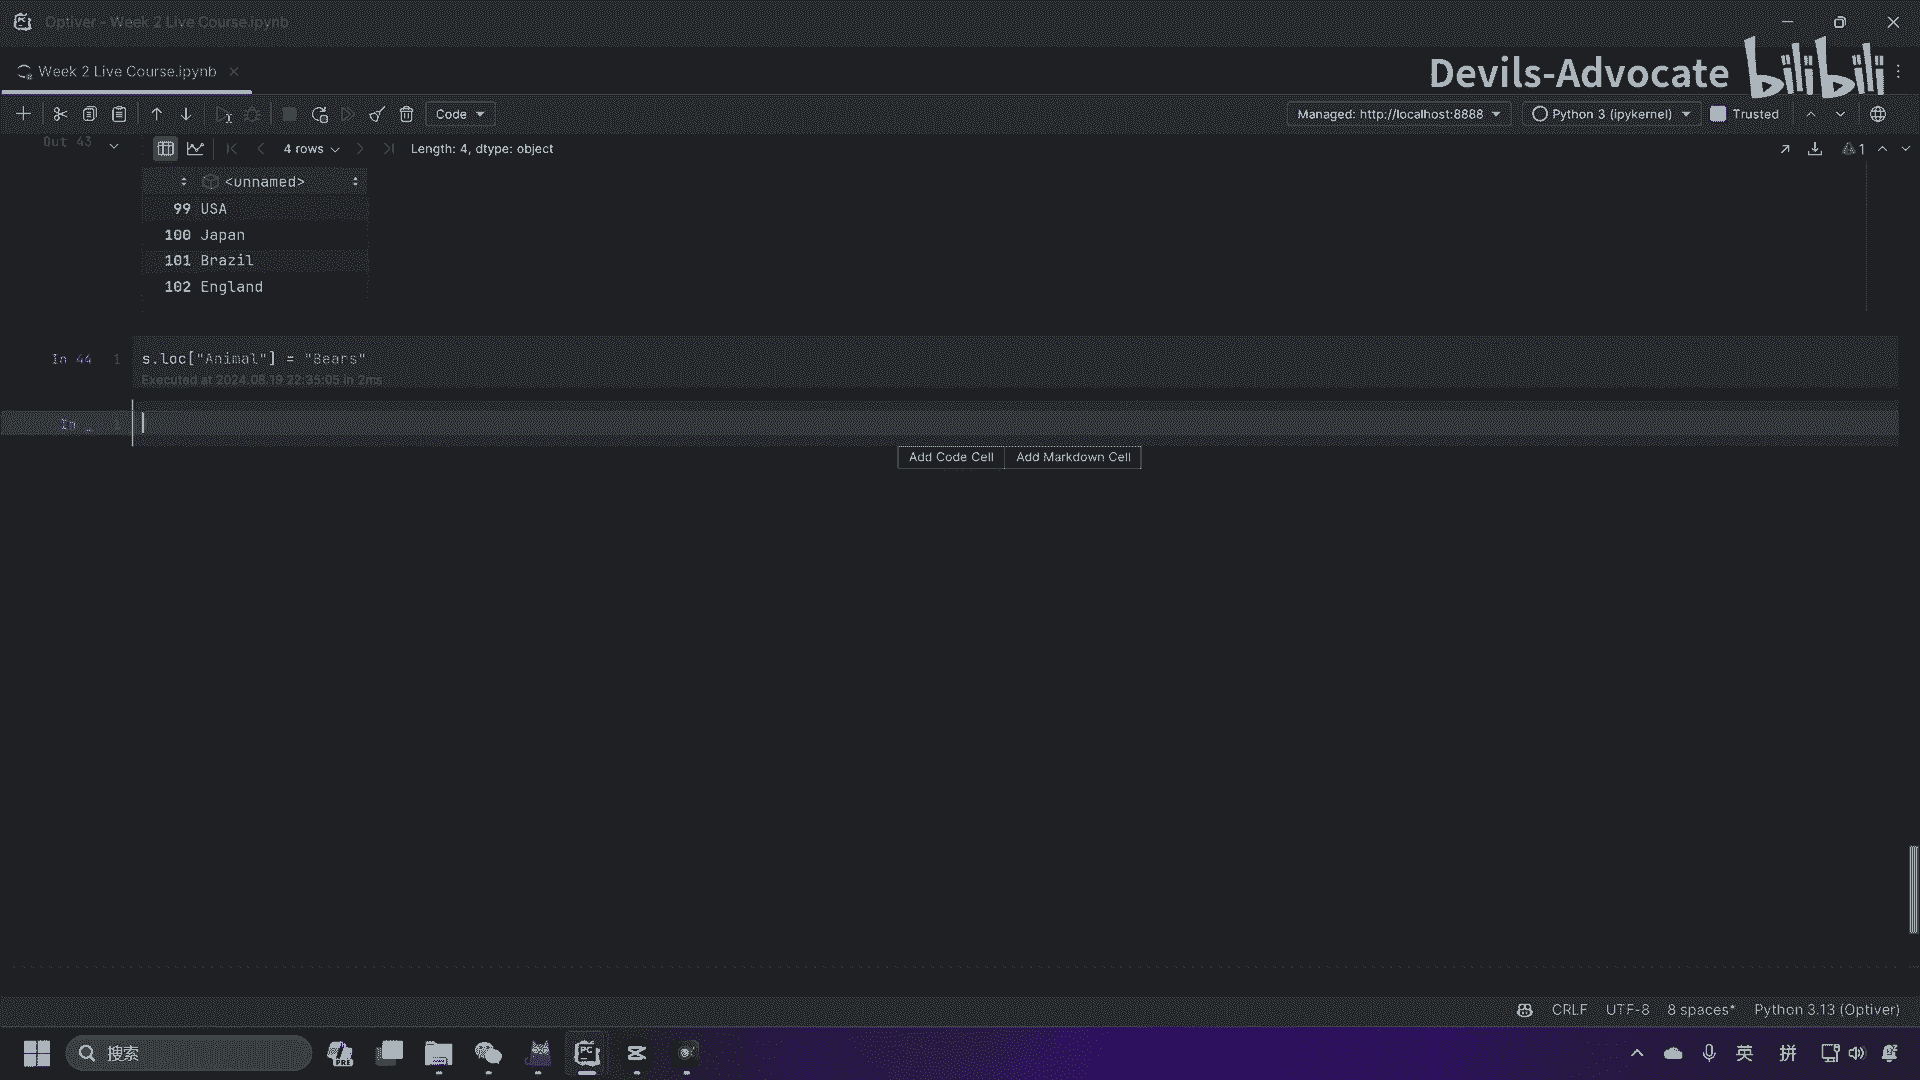 Optiver - Week 2 Live Course.ipynb
Week 2 Live Course.ipynb
Devils-Advocate bilibili
Code
Managed: http://localhost:8888
Python 3 (ipykernel)
Trusted
Out 43
4 rows
Length: 4, dtype: object
1
<unnamed>
99 USA
100 Japan
101 Brazil
102 England
In 44 1 s.loc["Animal"] = "Bears"
Executed at 2024.08.19 22:35:05 in 2ms
In _ 1
Add Code Cell Add Markdown Cell
CRLF UTF-8 8 spaces* Python 3.13 (Optiver)
搜索
PRE
PC
英
拼